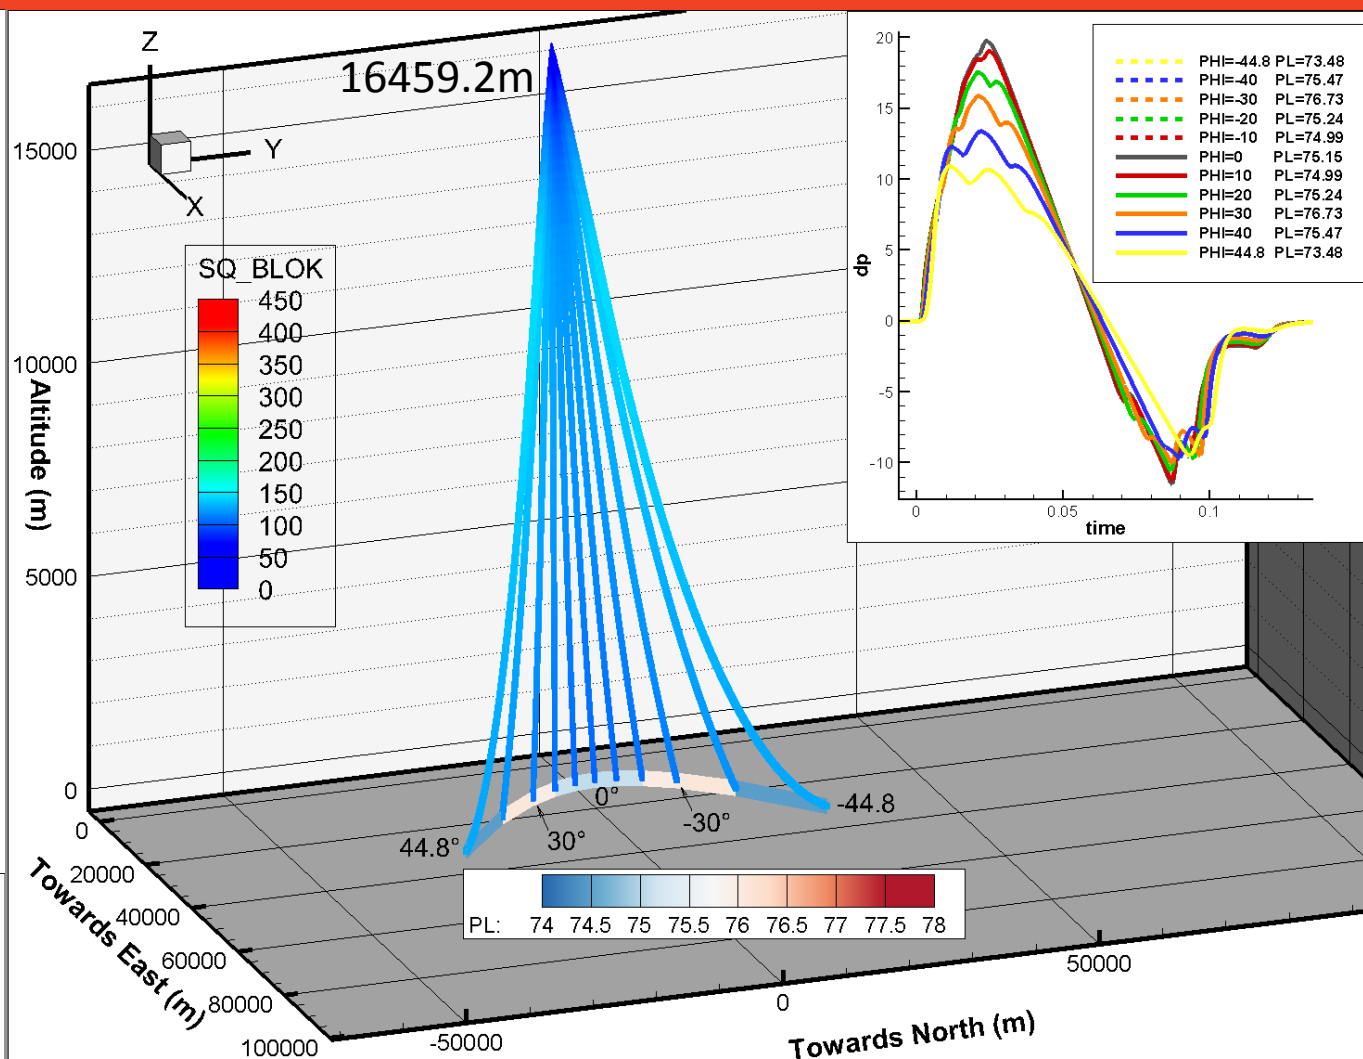 Z
Y
X
16459.2m
SQ_BLOK
450
400
350
300
250
200
150
100
50
0
15000
10000
5000
0
Altitude (m)
20
15
10
5
0
-5
-10
dp
0
0.05
0.1
time
PHI=-44.8 PL=73.48
PHI=-40 PL=75.47
PHI=-30 PL=76.73
PHI=-20 PL=75.24
PHI=-10 PL=74.99
PHI=0 PL=75.15
PHI=10 PL=74.99
PHI=20 PL=75.24
PHI=30 PL=76.73
PHI=40 PL=75.47
PHI=44.8 PL=73.48
44.8°
30°
0°
-30°
-44.8
PL: 74 74.5 75 75.5 76 76.5 77 77.5 78
0
20000
40000
60000
80000
100000
Towards East (m)
-50000
0
50000
Towards North (m)